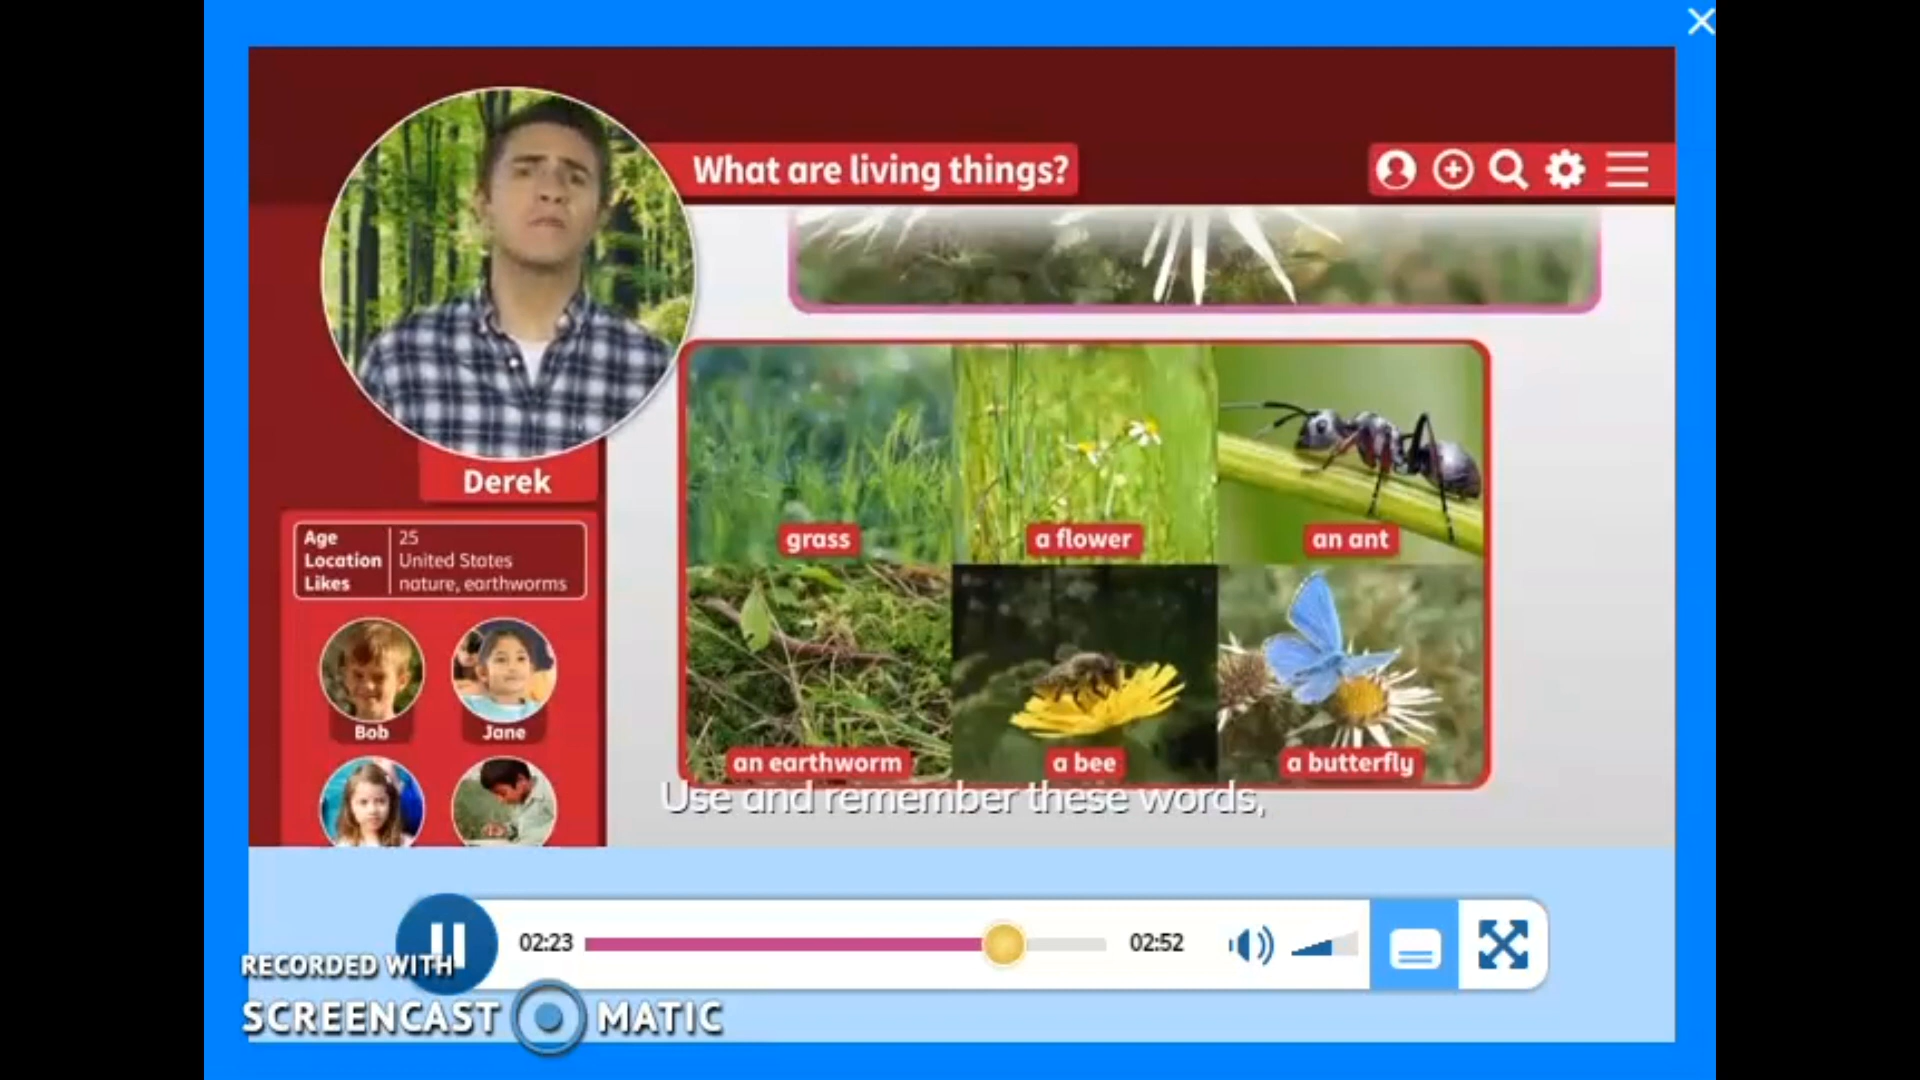 What are living things?
Derek
Age 25
Location United States
Likes nature, earthworms
Bob
Jane
grass
a flower
an ant
an earthworm
a bee
a butterfly
Use and remember these words,
02:23
02:52
RECORDED WITH
SCREENCAST MATIC